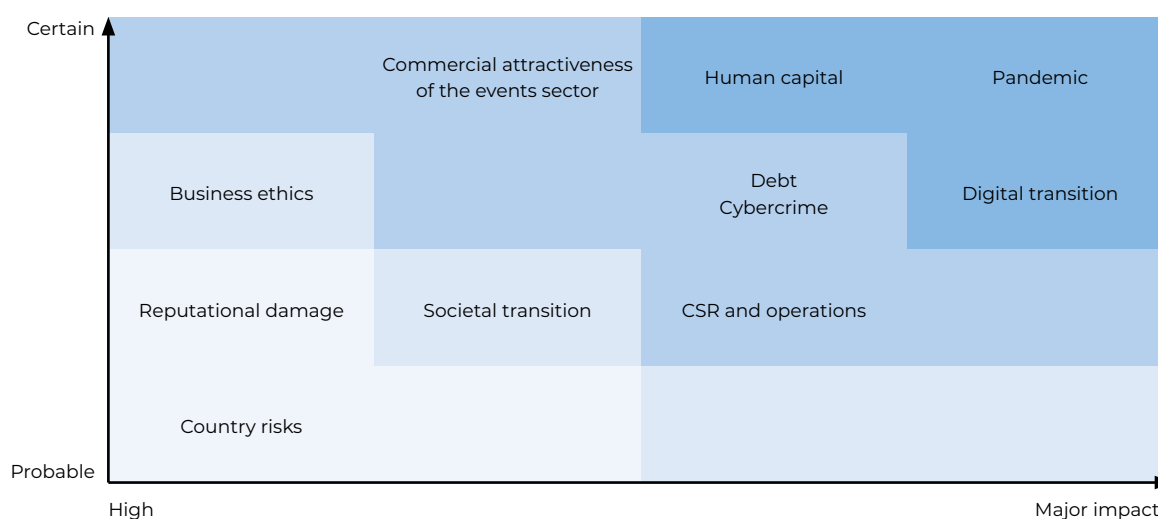 Certain
Commercial attractiveness
of the events sector
Human capital
Pandemic
Business ethics
Debt
Cybercrime
Digital transition
Reputational damage
Societal transition
CSR and operations
Country risks
Probable
High
Major impact